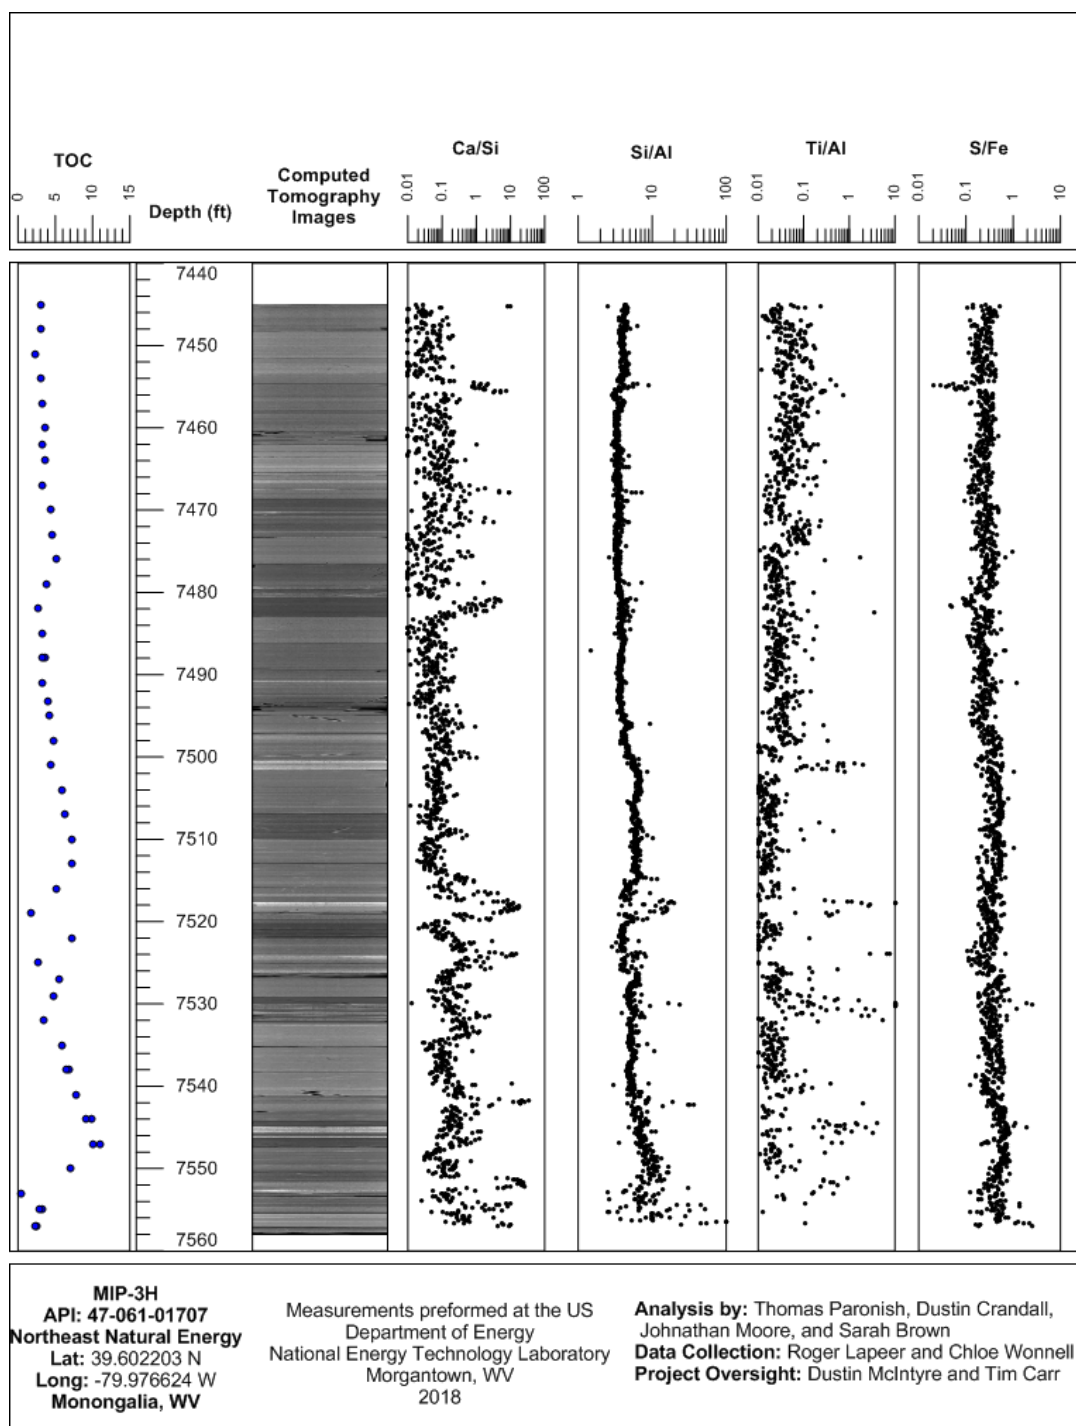 TOC
Depth (ft)
Computed
Tomography
Images
Ca/Si
Si/Al
Ti/Al
S/Fe
0 5 10 15
0.01 0.1 1 10 100
1 10 100
0.01 0.1 1 10
0.1 1 10
7440
7450
7460
7470
7480
7490
7500
7510
7520
7530
7540
7550
7560
MIP-3H
API: 47-061-01707
Northeast Natural Energy
Lat: 39.602203 N
Long: -79.976624 W
Monongalia, WV
Measurements preformed at the US
Department of Energy
National Energy Technology Laboratory
Morgantown, WV
2018
Analysis by: Thomas Paronish, Dustin Crandall,
Johnathan Moore, and Sarah Brown
Data Collection: Roger Lapeer and Chloe Wonnell
Project Oversight: Dustin McIntyre and Tim Carr